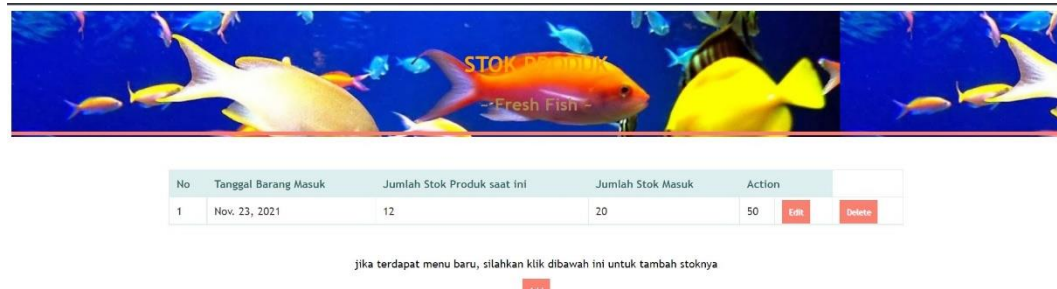 STOK PRODUK
~ Fresh Fish ~
No Tanggal Barang Masuk Jumlah Stok Produk saat ini Jumlah Stok Masuk Action
1 Nov. 23, 2021 12 20 50 Edit Delete
jika terdapat menu baru, silahkan klik dibawah ini untuk tambah stoknya